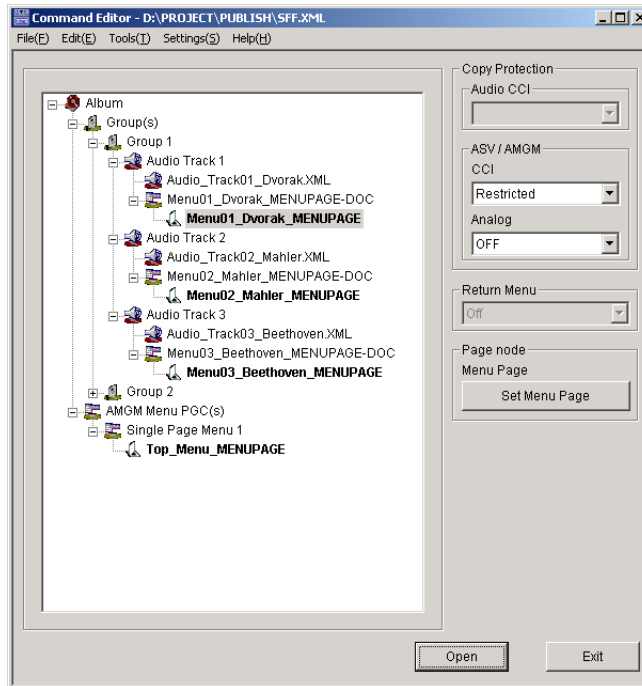 Command Editor - D:\PROJECT\PUBLISH\SFF.XML
File(F) Edit(E) Tools(T) Settings(S) Help(H)
Album
Group(s)
Group 1
Audio Track 1
Audio_Track01_Dvorak.XML
Menu01_Dvorak_MENUPAGE-DOC
Menu01_Dvorak_MENUPAGE
Audio Track 2
Audio_Track02_Mahler.XML
Menu02_Mahler_MENUPAGE-DOC
Menu02_Mahler_MENUPAGE
Audio Track 3
Audio_Track03_Beethoven.XML
Menu03_Beethoven_MENUPAGE-DOC
Menu03_Beethoven_MENUPAGE
Group 2
AMGM Menu PGC(s)
Single Page Menu 1
Top_Menu_MENUPAGE
Copy Protection
Audio CCI
ASV / AMGM
CCI
Restricted
Analog
OFF
Return Menu
Off
Page node
Menu Page
Set Menu Page
Open Exit